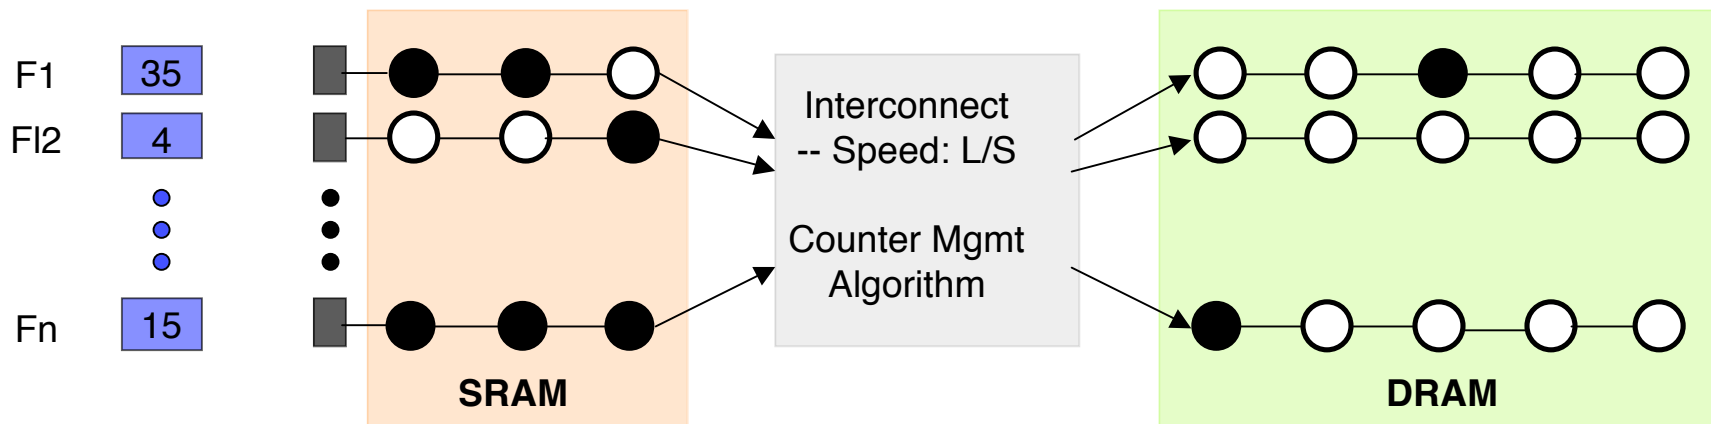 F1
35
Fl2
4
Fn
15
SRAM
Interconnect
-- Speed: L/S
Counter Mgmt
Algorithm
DRAM